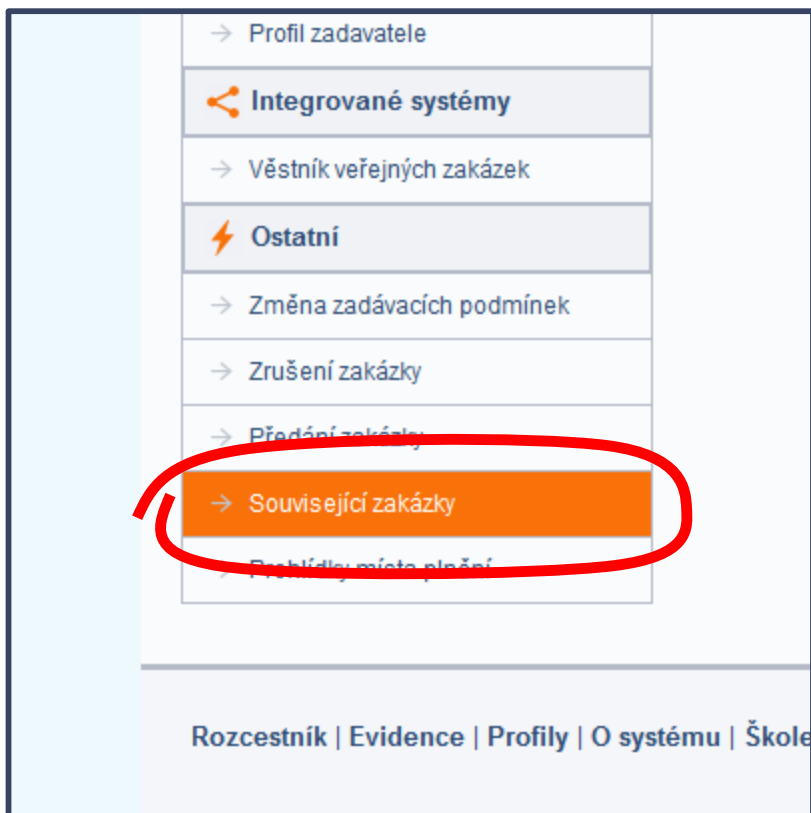 Profil zadavatele
Integrované systémy
Věstník veřejných zakázek
Ostatní
Změna zadávacích podmínek
Zrušení zakázky
Předání zakázky
Související zakázky
Prohlídky místa plnění
Rozcestník | Evidence | Profily | O systému | Škole